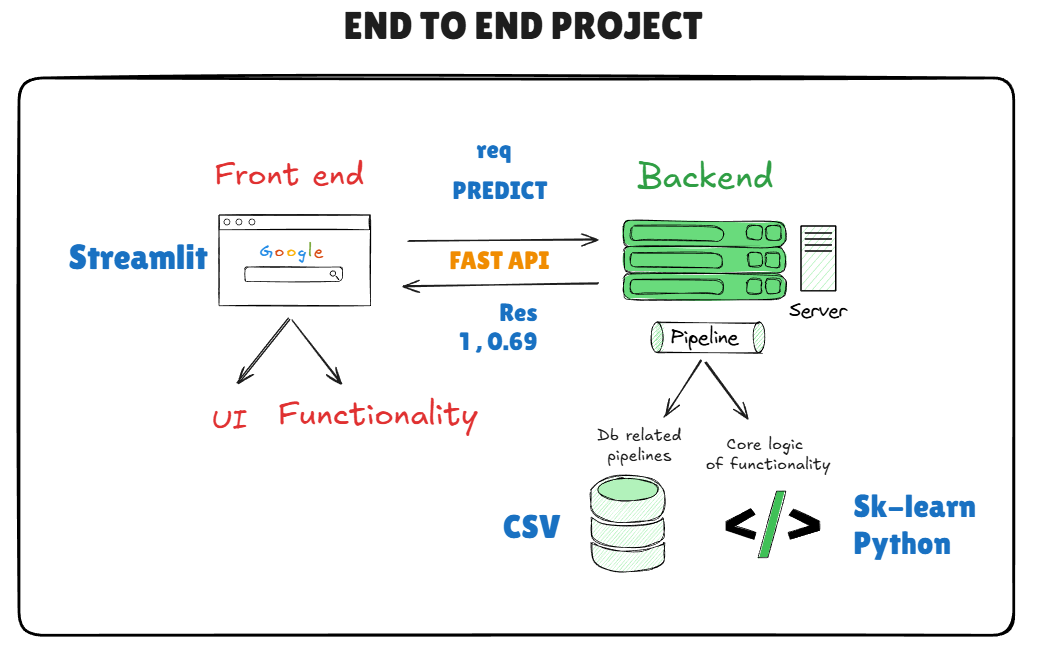 END TO END PROJECT
req
PREDICT
Front end
Backend
Google
Streamlit
FAST API
Res
1, 0.69
Server
Pipeline
UI
Functionality
Db related
pipelines
Core logic
of functionality
CSV
Sk-learn
Python